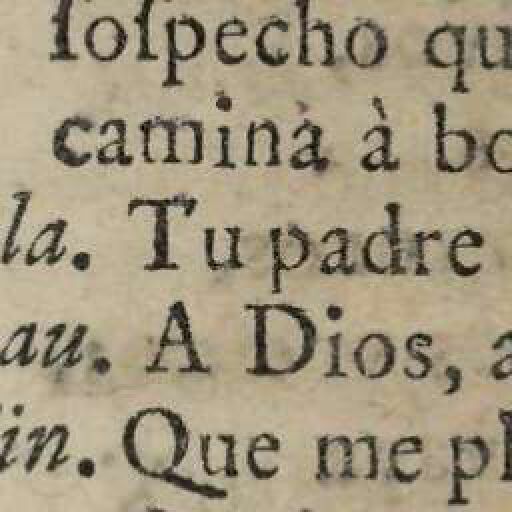 ſoſpecho qu
camina à bo
la. Tu padre
au. A Dios, a
in. Que me pl